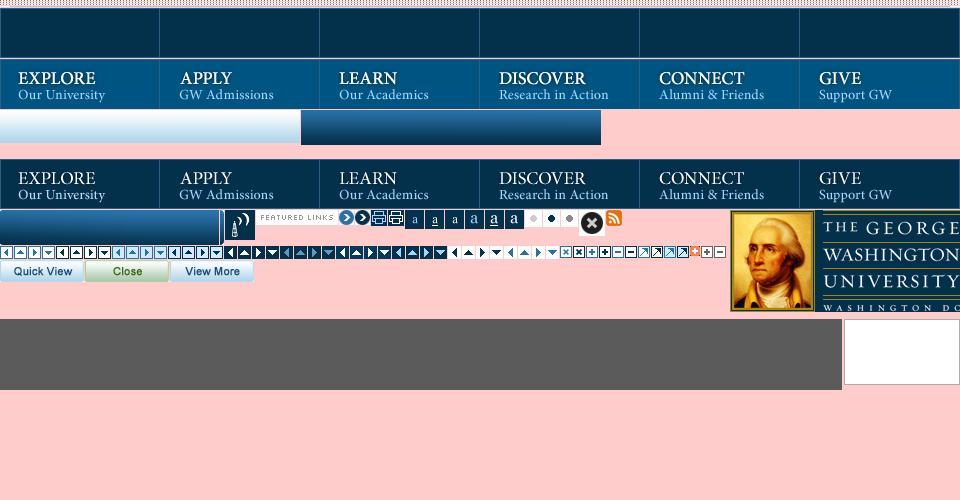 EXPLORE APPLY LEARN DISCOVER CONNECT GIVE
Our University GW Admissions Our Academics Research in Action Alumni & Friends Support GW
EXPLORE APPLY LEARN DISCOVER CONNECT GIVE
Our University GW Admissions Our Academics Research in Action Alumni & Friends Support GW
FEATURED LINKS a a a a a a
THE GEORGE
WASHINGTON
UNIVERSITY
WASHINGTON DC
Quick View Close View More